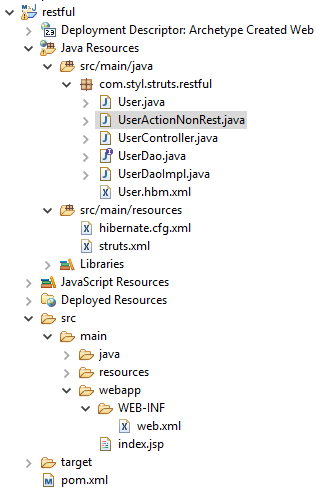 restful
Deployment Descriptor: Archetype Created Web
Java Resources
src/main/java
com.styl.struts.restful
User.java
UserActionNonRest.java
UserController.java
UserDao.java
UserDaoImpl.java
User.hbm.xml
src/main/resources
hibernate.cfg.xml
struts.xml
Libraries
JavaScript Resources
Deployed Resources
src
main
java
resources
webapp
WEB-INF
web.xml
index.jsp
target
pom.xml